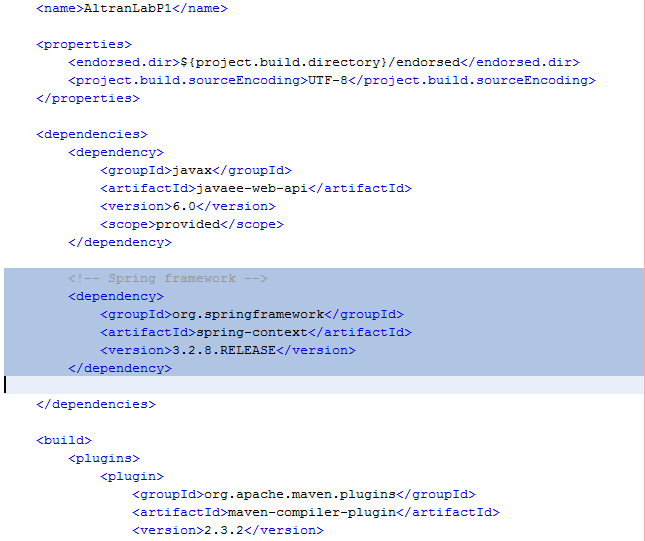 <name>AltranLabP1</name>
<properties>
<endorsed.dir>${project.build.directory}/endorsed</endorsed.dir>
<project.build.sourceEncoding>UTF-8</project.build.sourceEncoding>
</properties>
<dependencies>
<dependency>
<groupId>javax</groupId>
<artifactId>javaee-web-api</artifactId>
<version>6.0</version>
<scope>provided</scope>
</dependency>
<!-- Spring framework -->
<dependency>
<groupId>org.springframework</groupId>
<artifactId>spring-context</artifactId>
<version>3.2.8.RELEASE</version>
</dependency>
</dependencies>
<build>
<plugins>
<plugin>
<groupId>org.apache.maven.plugins</groupId>
<artifactId>maven-compiler-plugin</artifactId>
<version>2.3.2</version>